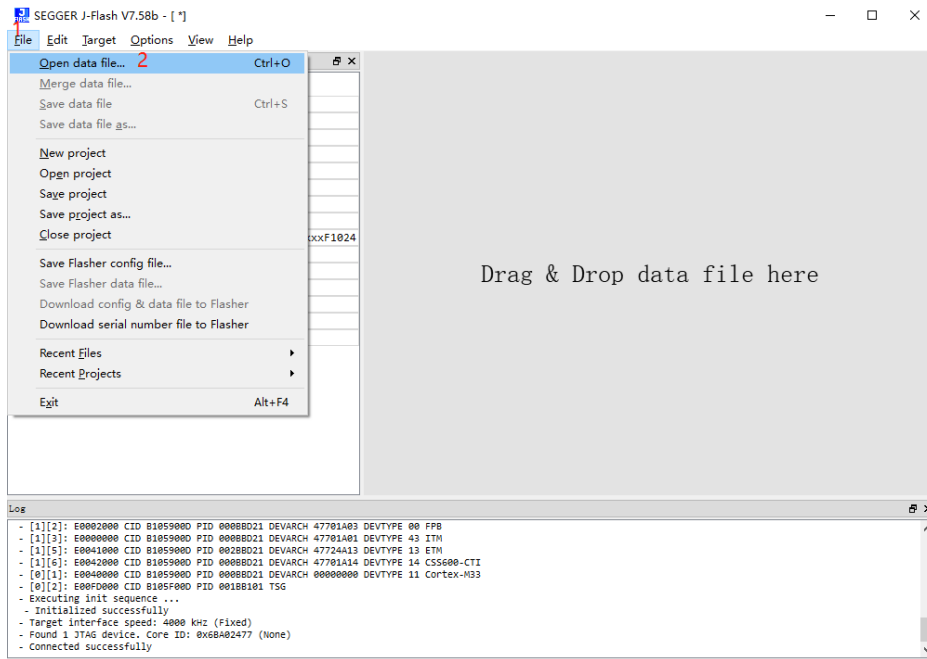 SEGGER J-Flash V7.58b - [ *]
1
File Edit Target Options View Help
Open data file... 2 Ctrl+O
Merge data file...
Save data file Ctrl+S
Save data file as...
New project
Open project
Save project
Save project as...
Close project
xxxF1024
Save Flasher config file...
Save Flasher data file...
Download config & data file to Flasher
Download serial number file to Flasher
Recent Files
Recent Projects
Exit Alt+F4
Drag & Drop data file here
Log
- [1][2]: E0002000 CID B105900D PID 000BBD21 DEVARCH 47701A03 DEVTYPE 00 FPB
- [1][3]: E0000000 CID B105900D PID 000BBD21 DEVARCH 47701A01 DEVTYPE 43 ITM
- [1][5]: E0041000 CID B105900D PID 002BBD21 DEVARCH 47724A13 DEVTYPE 13 ETM
- [1][6]: E0042000 CID B105900D PID 000BBD21 DEVARCH 47701A14 DEVTYPE 14 CSS600-CTI
- [0][1]: E0040000 CID B105900D PID 000BBD21 DEVARCH 00000000 DEVTYPE 11 Cortex-M33
- [0][2]: E00FD000 CID B105F00D PID 001BB101 TSG
- Executing init sequence ...
- Initialized successfully
- Target interface speed: 4000 kHz (Fixed)
- Found 1 JTAG device. Core ID: 0x6BA02477 (None)
- Connected successfully